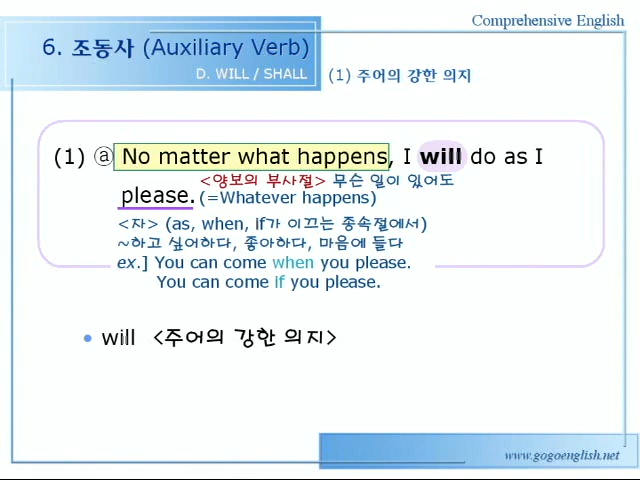 Comprehensive English
6. 조동사 (Auxiliary Verb)
D. WILL / SHALL
(1) 주어의 강한 의지
(1) ⓐ No matter what happens, I will do as I
please. <양보의 부사절> 무슨 일이 있어도
(=Whatever happens)
<자> (as, when, if가 이끄는 종속절에서)
~하고 싶어하다, 좋아하다, 마음에 들다
ex.] You can come when you please.
You can come if you please.
• will <주어의 강한 의지>
www.gogoenglish.net